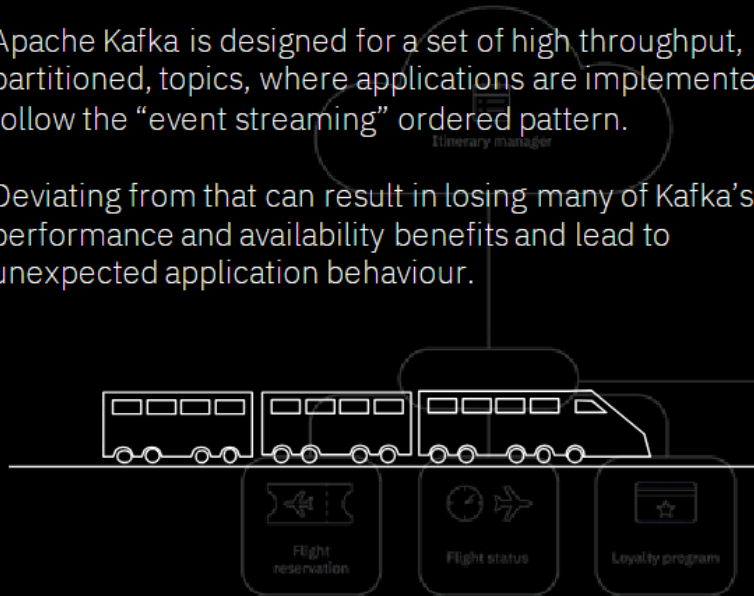 Apache Kafka is designed for a set of high throughput,
partitioned, topics, where applications are implemente
follow the “event streaming” ordered pattern.
Deviating from that can result in losing many of Kafka’s
performance and availability benefits and lead to
unexpected application behaviour.
Itinerary manager
Flight
reservation
Flight status
Loyalty program